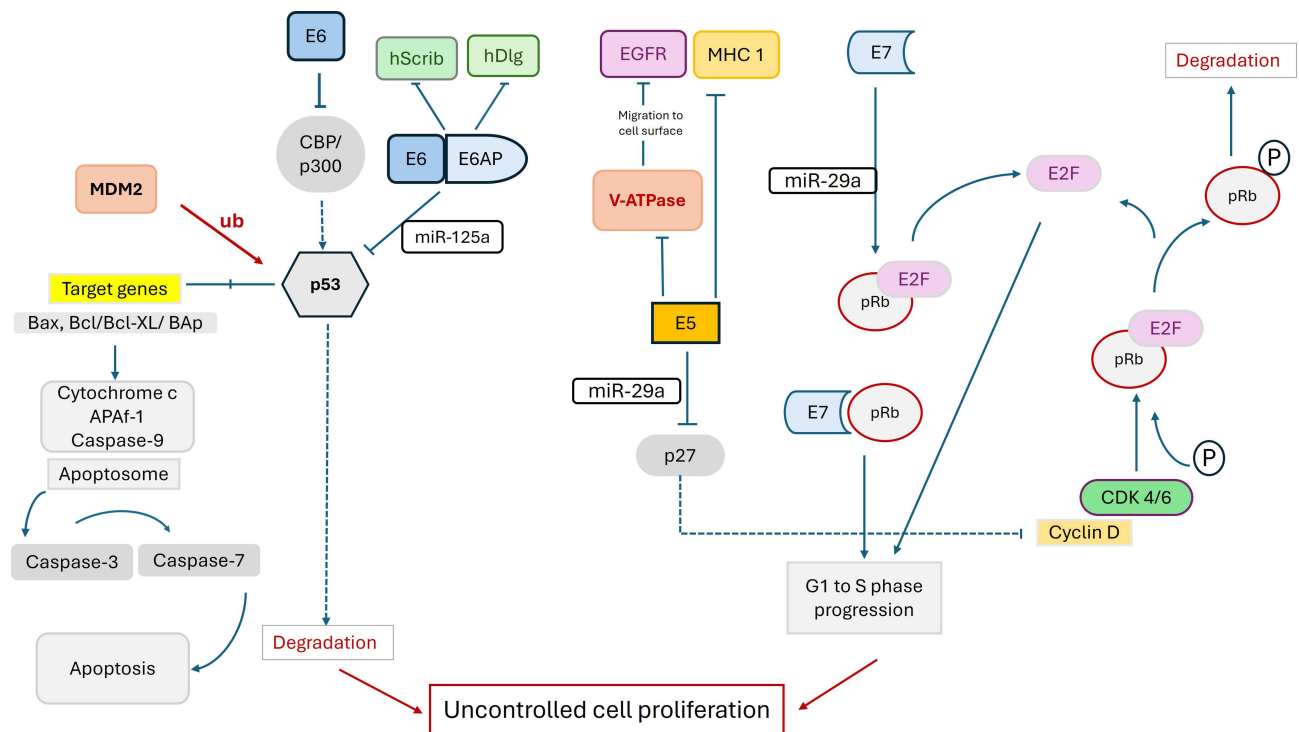 E6
hScrib
hDlg
EGFR
MHC 1
E7
Degradation
Migration to
cell surface
CBP/
p300
E6
E6AP
P
MDM2
ub
V-ATPase
miR-29a
E2F
pRb
miR-125a
Target genes
p53
E2F
pRb
Bax, Bcl/Bcl-XL/ BAp
E5
E2F
pRb
Cytochrome c
APAf-1
Caspase-9
miR-29a
E7
pRb
Apoptosome
p27
P
CDK 4/6
Cyclin D
Caspase-3
Caspase-7
G1 to S phase
progression
Degradation
Apoptosis
Uncontrolled cell proliferation